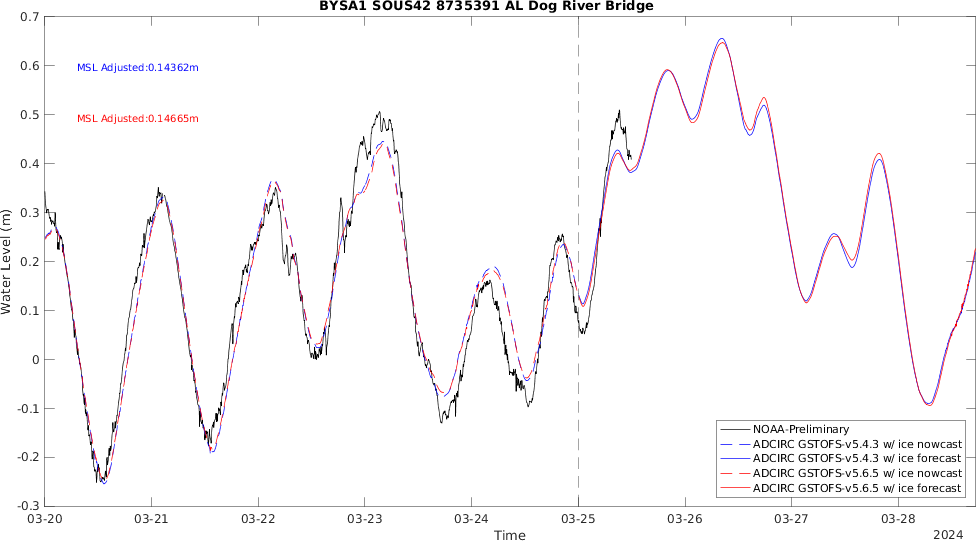 BYSA1 SOUS42 8735391 AL Dog River Bridge
0.7
0.6
0.5
0.4
0.3
0.2
0.1
0
-0.1
-0.2
-0.3
Water Level (m)
MSL Adjusted:0.14362m
MSL Adjusted:0.14665m
NOAA-Preliminary
ADCIRC GSTOFS-v5.4.3 w/ ice nowcast
ADCIRC GSTOFS-v5.4.3 w/ ice forecast
ADCIRC GSTOFS-v5.6.5 w/ ice nowcast
ADCIRC GSTOFS-v5.6.5 w/ ice forecast
03-20 03-21 03-22 03-23 03-24 03-25 03-26 03-27 03-28
Time
2024